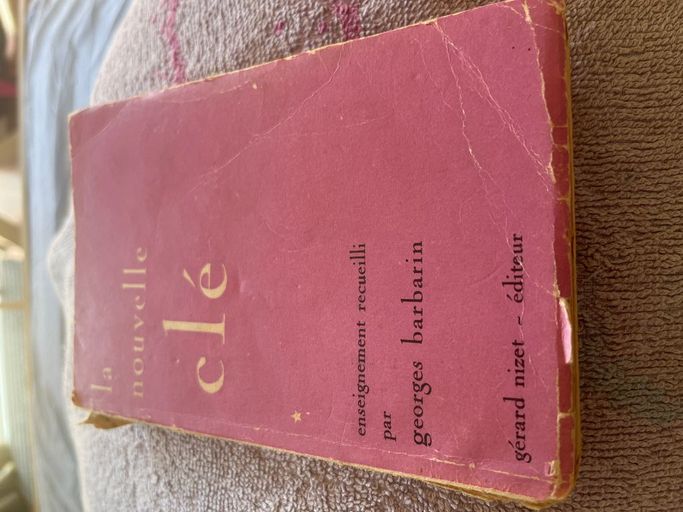 la
nouvelle
clé
enseignement recueilli
par
georges barbarin
gérard nizet - éditeur